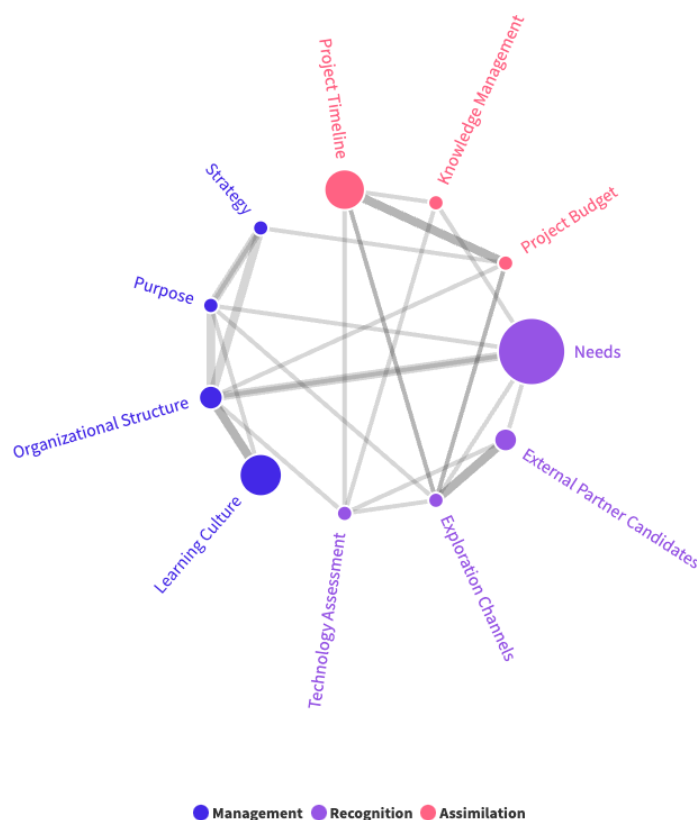 Project Timeline
Knowledge Management
Strategy
Project Budget
Purpose
Needs
Organizational Structure
External Partner Candidates
Learning Culture
Exploration Channels
Technology Assessment
Management Recognition Assimilation